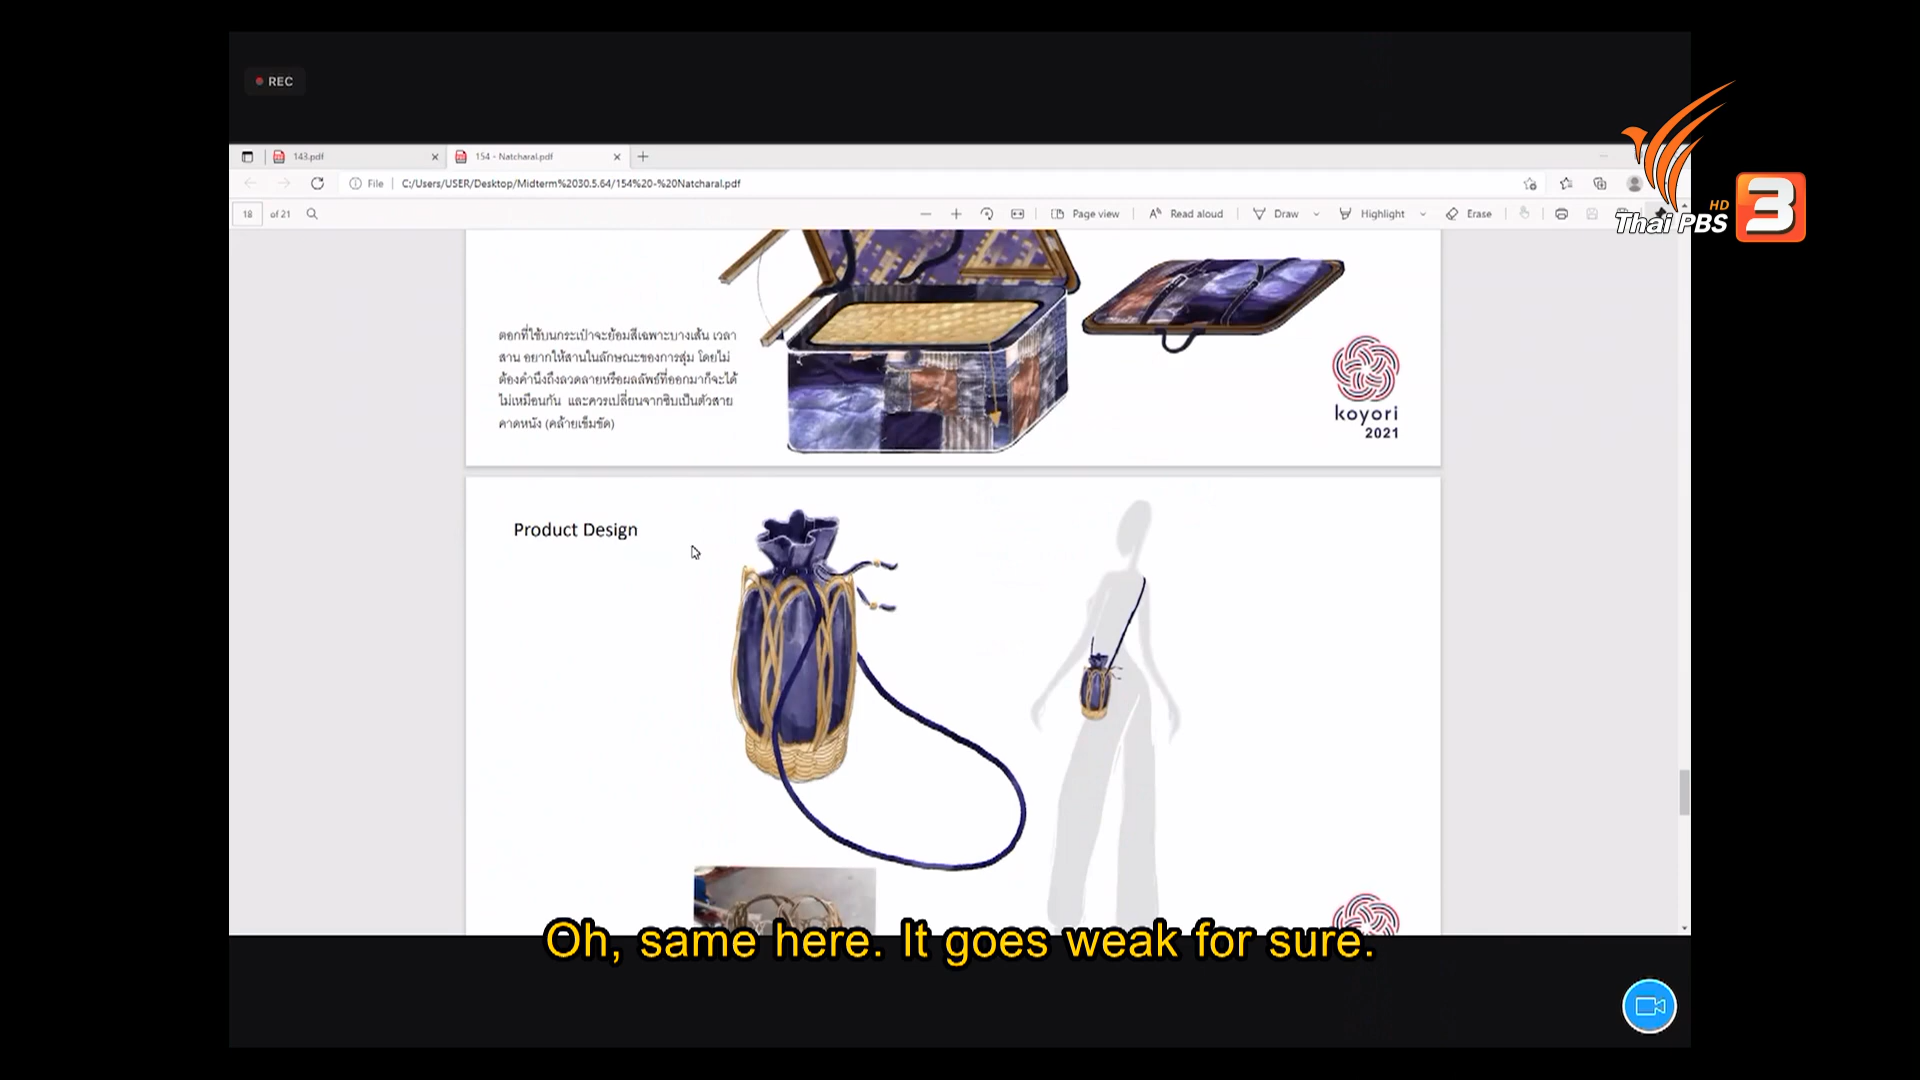 REC
143.pdf
154 - Natcharal.pdf
File
C:/Users/USER/Desktop/Midterm%2030.5.64/154%20-%20Natcharal.pdf
18 of 21
Page view
Read aloud
Draw
Highlight
Erase
HD
Thai PBS
3
ตอกที่ใช้บนกระเป๋าจะย้อมสีเฉพาะบางเส้น เวลา
สาน อยากให้สานในลักษณะของการสุ่ม โดยไม่
ต้องคำนึงถึงลวดลายหรือผลลัพธ์ที่ออกมาก็จะได้
ไม่เหมือนกัน และควรเปลี่ยนจากซิบเป็นตัวสาย
คาดหนัง (คล้ายเข็มขัด)
koyori
2021
Product Design
Oh, same here. It goes weak for sure.